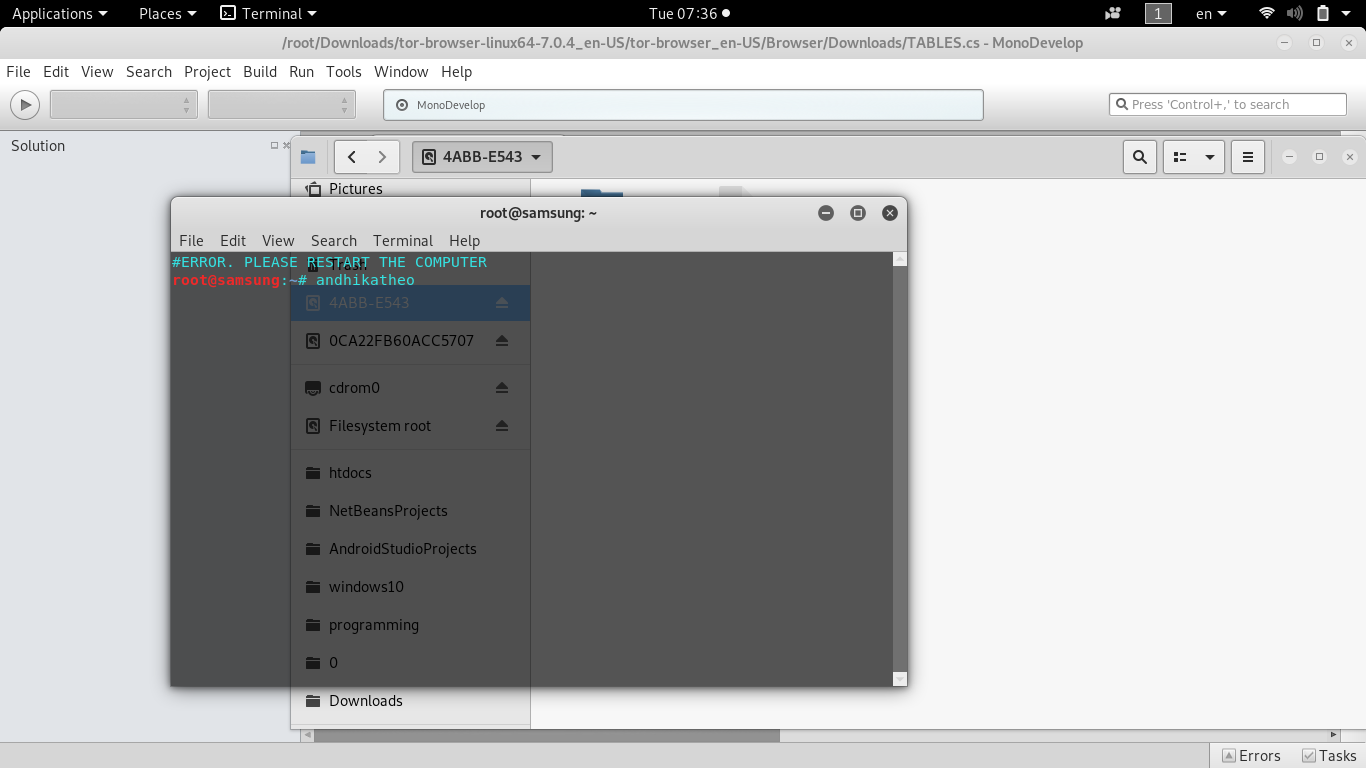 Applications
Places
Terminal
Tue 07:36
1
en
/root/Downloads/tor-browser-linux64-7.0.4_en-US/tor-browser_en-US/Browser/Downloads/TABLES.cs - MonoDevelop
File Edit View Search Project Build Run Tools Window Help
MonoDevelop
Press 'Control+,' to search
Solution
4ABB-E543
Pictures
root@samsung: ~
File Edit View Search Terminal Help
#ERROR. PLEASE RESTART THE COMPUTER
Trash
root@samsung:~# andhikatheo
4ABB-E543
0CA22FB60ACC5707
cdrom0
Filesystem root
htdocs
NetBeansProjects
AndroidStudioProjects
windows10
programming
0
Downloads
Errors
Tasks